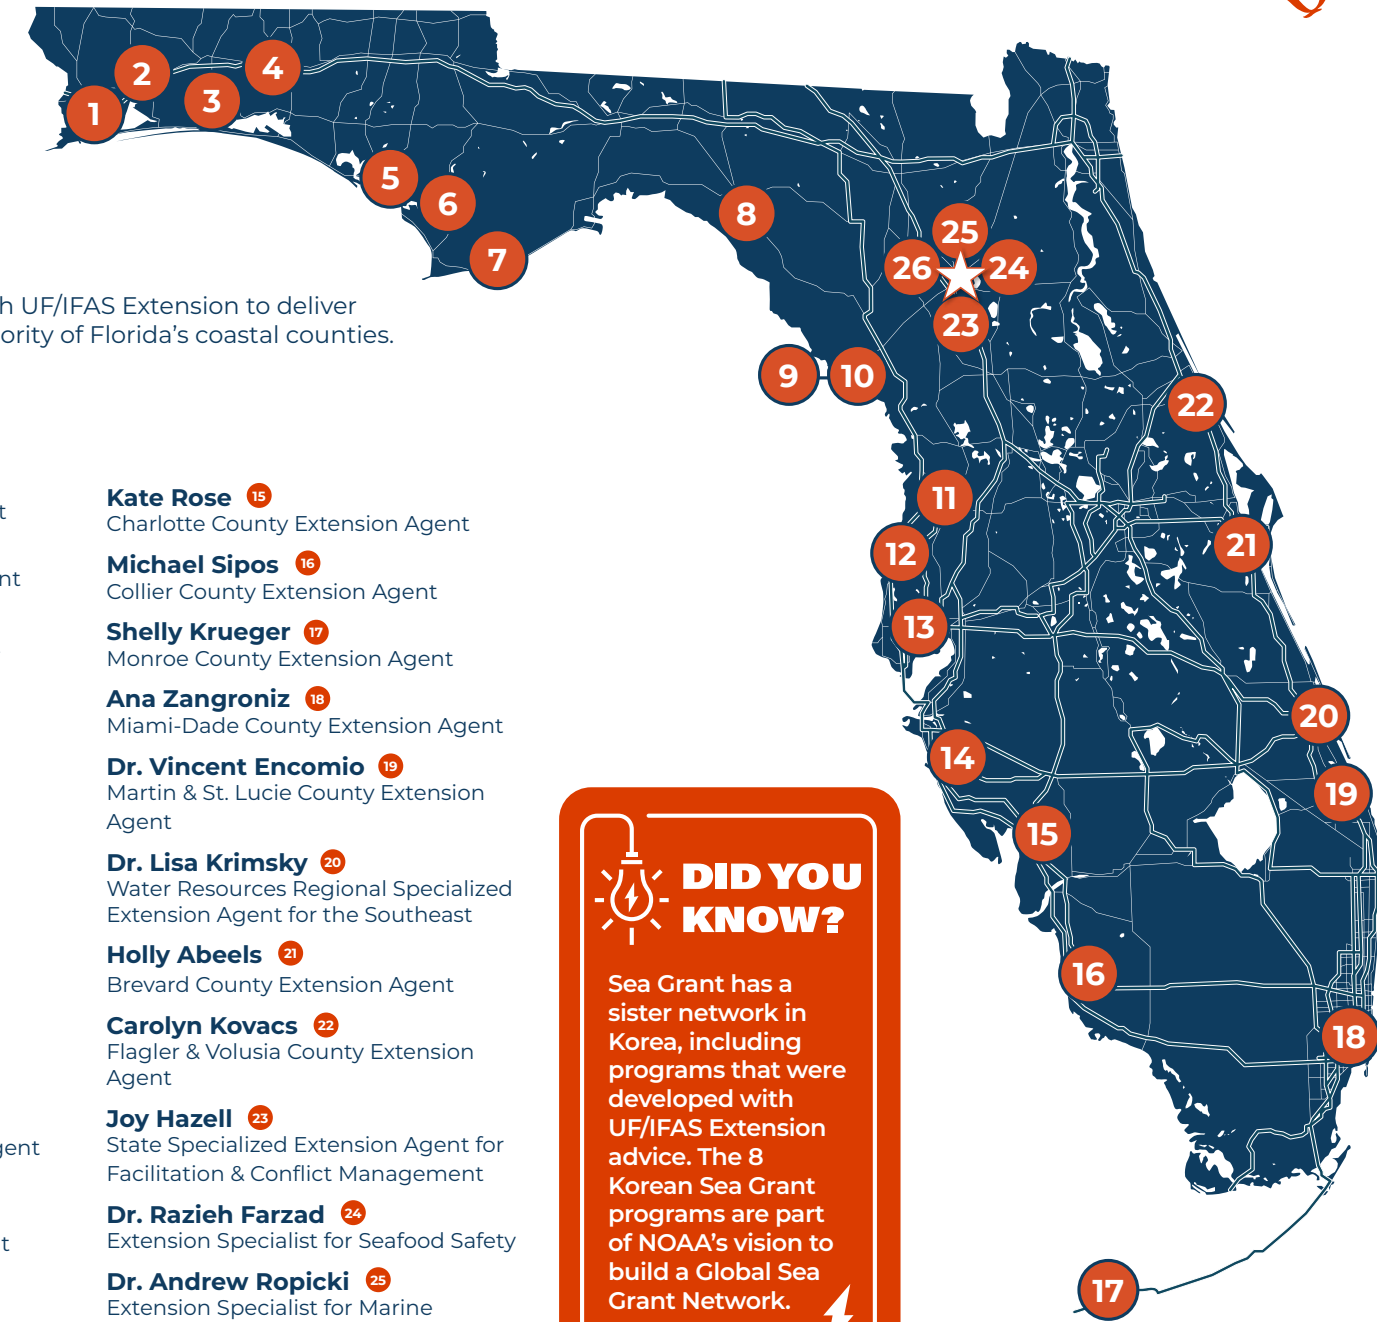 1
2
3
4
5
6
7
8
9
10
11
12
13
14
15
16
17
18
19
20
21
22
23
24
25
26
h UF/IFAS Extension to deliver
ority of Florida's coastal counties.
t
nt
gent
t
Kate Rose 15
Charlotte County Extension Agent
Michael Sipos 16
Collier County Extension Agent
Shelly Krueger 17
Monroe County Extension Agent
Ana Zangroniz 18
Miami-Dade County Extension Agent
Dr. Vincent Encomio 19
Martin & St. Lucie County Extension
Agent
Dr. Lisa Krimsky 20
Water Resources Regional Specialized
Extension Agent for the Southeast
Holly Abeels 21
Brevard County Extension Agent
Carolyn Kovacs 22
Flagler & Volusia County Extension
Agent
Joy Hazell 23
State Specialized Extension Agent for
Facilitation & Conflict Management
Dr. Razieh Farzad 24
Extension Specialist for Seafood Safety
Dr. Andrew Ropicki 25
Extension Specialist for Marine
DID YOU
KNOW?
Sea Grant has a
sister network in
Korea, including
programs that were
developed with
UF/IFAS Extension
advice. The 8
Korean Sea Grant
programs are part
of NOAA's vision to
build a Global Sea
Grant Network.